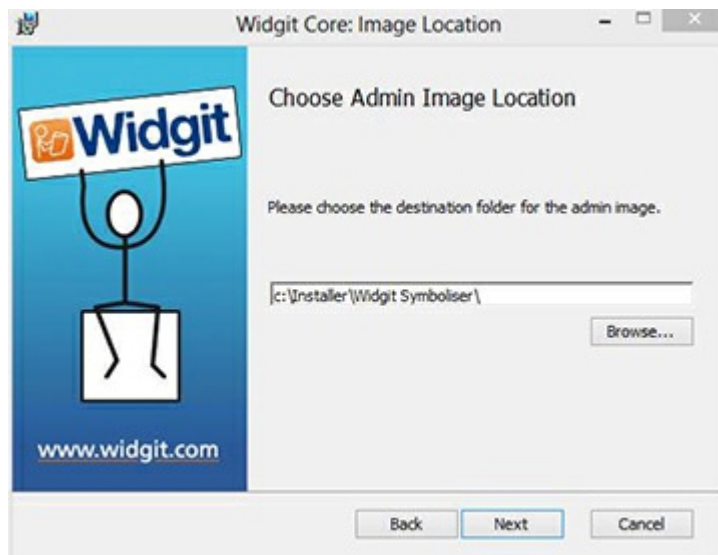 Widgit Core: Image Location
Widgit
Choose Admin Image Location
Please choose the destination folder for the admin image.
c:\Installer\Widgit Symboliser\
Browse...
www.widgit.com
Back
Next
Cancel